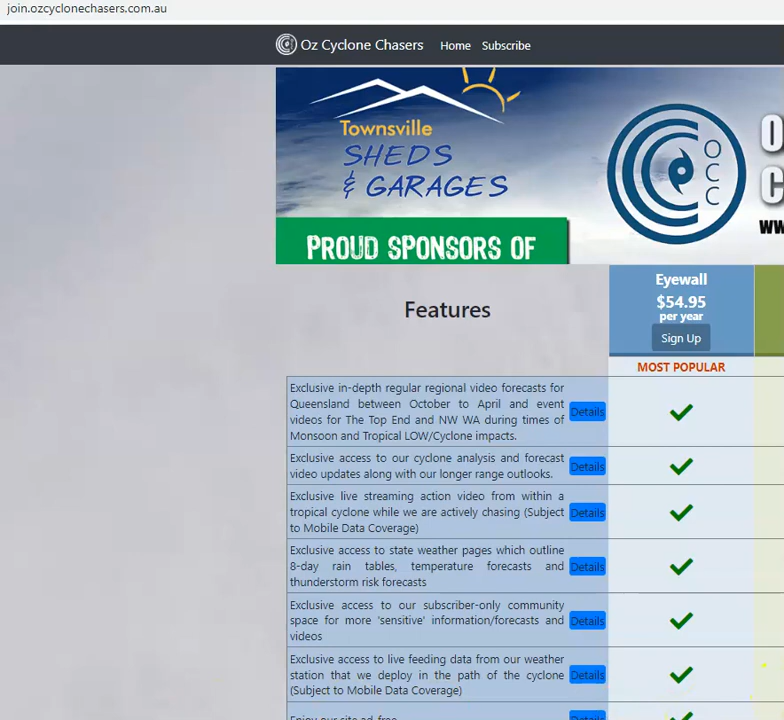 join.ozcyclonechasers.com.au
Oz Cyclone Chasers Home Subscribe
Townsville
SHEDS
& GARAGES
PROUD SPONSORS OF
O
C
C
O
C
WW
Features
Eyewall
$54.95
per year
Sign Up
MOST POPULAR
Exclusive in-depth regular regional video forecasts for
Queensland between October to April and event
videos for The Top End and NW WA during times of
Monsoon and Tropical LOW/Cyclone impacts.
Details
Exclusive access to our cyclone analysis and forecast
video updates along with our longer range outlooks.
Details
Exclusive live streaming action video from within a
tropical cyclone while we are actively chasing (Subject
to Mobile Data Coverage)
Details
Exclusive access to state weather pages which outline
8-day rain tables, temperature forecasts and
thunderstorm risk forecasts
Details
Exclusive access to our subscriber-only community
space for more 'sensitive' information/forecasts and
videos
Details
Exclusive access to live feeding data from our weather
station that we deploy in the path of the cyclone
(Subject to Mobile Data Coverage)
Details
Enjoy our site ad-free